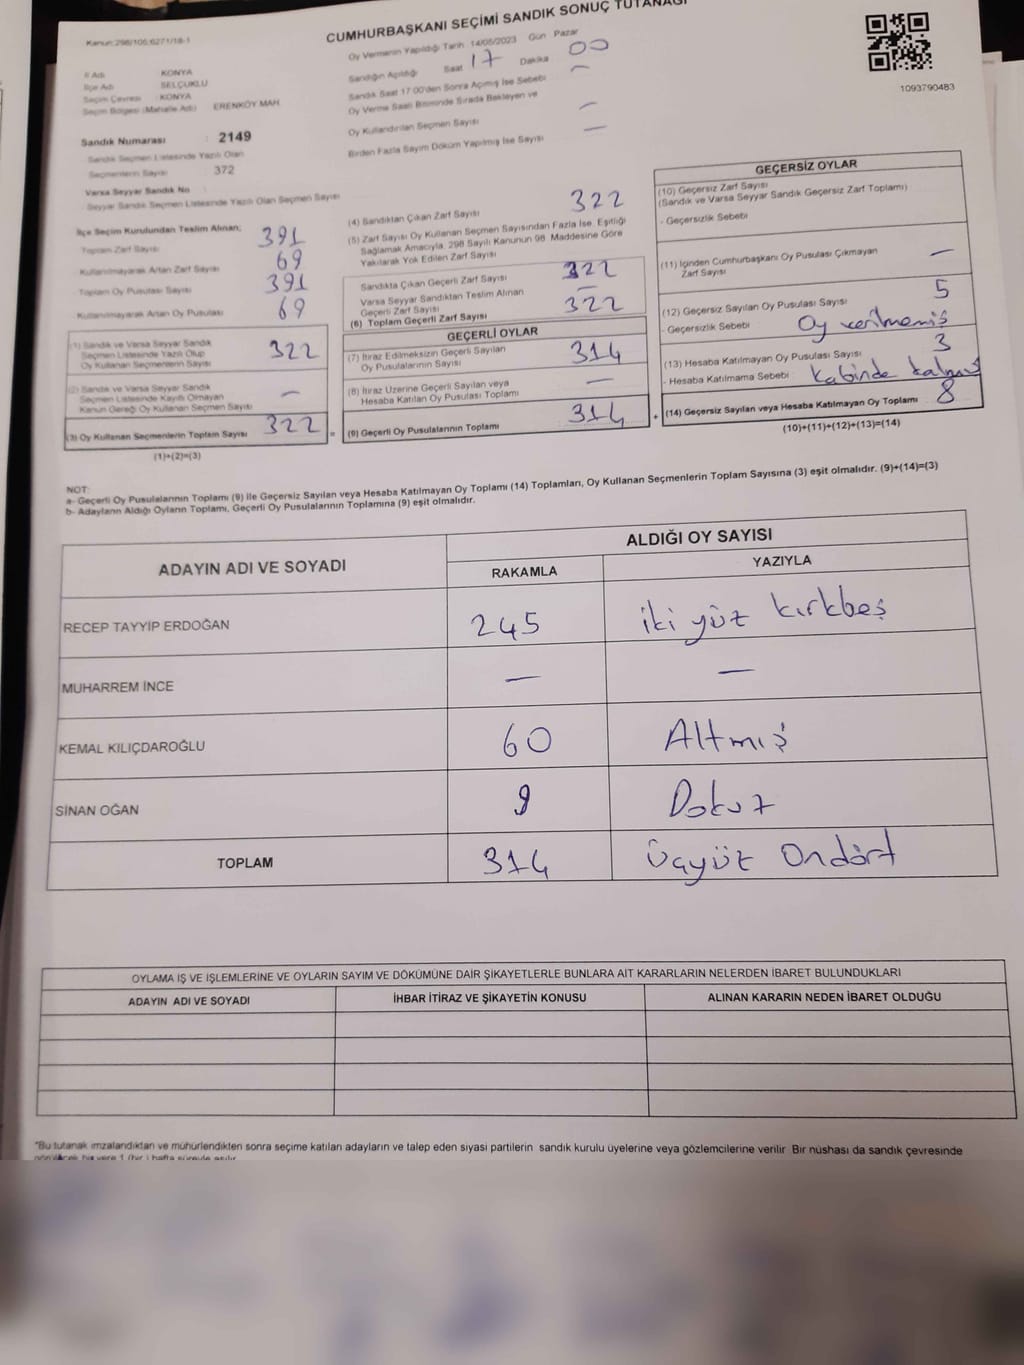 CUMHURBAŞKANI SEÇİMİ SANDIK SONUÇ TUTANAĞI
Kanun:298/105:6271/18-1
Oy Vermenin Yapıldığı Tarih 14/05/2023 Gün Pazar
İl Adı KONYA
İlçe Adı SELÇUKLU
Seçim Çevresi : KONYA
Seçim Bölgesi (Mahalle Adı) ERENKÖY MAH.
Sandık Numarası : 2149
Sandık Seçmen Listesinde Yazılı Olan
Seçmenlerin Sayısı : 372
Varsa Seyyar Sandık No :
Seyyar Sandık Seçmen Listesinde Yazılı Olan Seçmen Sayısı
Sandığın Açıldığı Saat 17 Dakika 00
Sandık Saat 17:00'den Sonra Açılmış İse Sebebi —
Oy Verme Saati Bitiminde Sırada Bekleyen ve
Oy Kullandırılan Seçmen Sayısı —
Birden Fazla Sayım Döküm Yapılmış İse Sayısı —
1093790483
İlçe Seçim Kurulundan Teslim Alınan;
Toplam Zarf Sayısı 391
Kullanılmayarak Artan Zarf Sayısı 69
Toplam Oy Pusulası Sayısı 391
Kullanılmayarak Artan Oy Pusulası 69
(1) Sandık ve Varsa Seyyar Sandık
Seçmen Listesinde Yazılı Olup
Oy Kullanan Seçmenlerin Sayısı 322
(2) Sandık ve Varsa Seyyar Sandık
Seçmen Listesinde Kayıtlı Olmayan
Kanun Gereği Oy Kullanan Seçmen Sayısı —
(3) Oy Kullanan Seçmenlerin Toplam Sayısı 322 =
(1)+(2)=(3)
(4) Sandıktan Çıkan Zarf Sayısı 322
(5) Zarf Sayısı Oy Kullanan Seçmen Sayısından Fazla İse, Eşitliği
Sağlamak Amacıyla, 298 Sayılı Kanunun 98. Maddesine Göre
Yakılarak Yok Edilen Zarf Sayısı
Sandıkta Çıkan Geçerli Zarf Sayısı 322
Varsa Seyyar Sandıktan Teslim Alınan
Geçerli Zarf Sayısı —
(6) Toplam Geçerli Zarf Sayısı 322
GEÇERLİ OYLAR
(7) İtiraz Edilmeksizin Geçerli Sayılan
Oy Pusulalarının Sayısı 314
(8) İtiraz Üzerine Geçerli Sayılan veya
Hesaba Katılan Oy Pusulası Toplamı —
(9) Geçerli Oy Pusulalarının Toplamı 314 +
GEÇERSİZ OYLAR
(10) Geçersiz Zarf Sayısı
(Sandık ve Varsa Seyyar Sandık Geçersiz Zarf Toplamı)
- Geçersizlik Sebebi
(11) İçinden Cumhurbaşkanı Oy Pusulası Çıkmayan
Zarf Sayısı —
(12) Geçersiz Sayılan Oy Pusulası Sayısı 5
- Geçersizlik Sebebi : Oy verilmemiş
(13) Hesaba Katılmayan Oy Pusulası Sayısı 3
- Hesaba Katılmama Sebebi : Kabinde kalmış
(14) Geçersiz Sayılan veya Hesaba Katılmayan Oy Toplamı 8
(10)+(11)+(12)+(13)=(14)
NOT:
a- Geçerli Oy Pusulalarının Toplamı (9) ile Geçersiz Sayılan veya Hesaba Katılmayan Oy Toplamı (14) Toplamları, Oy Kullanan Seçmenlerin Toplam Sayısına (3) eşit olmalıdır. (9)+(14)=(3)
b- Adayların Aldığı Oyların Toplamı, Geçerli Oy Pusulalarının Toplamına (9) eşit olmalıdır.
ADAYIN ADI VE SOYADI ALDIĞI OY SAYISI
RAKAMLA YAZIYLA
RECEP TAYYİP ERDOĞAN 245 iki yüz kırkbeş
MUHARREM İNCE — —
KEMAL KILIÇDAROĞLU 60 Altmış
SİNAN OĞAN 9 Dokuz
TOPLAM 314 Üçyüz Ondört
OYLAMA İŞ VE İŞLEMLERİNE VE OYLARIN SAYIM VE DÖKÜMÜNE DAİR ŞİKAYETLERLE BUNLARA AİT KARARLARIN NELERDEN İBARET BULUNDUKLARI
ADAYIN ADI VE SOYADI İHBAR İTİRAZ VE ŞİKAYETİN KONUSU ALINAN KARARIN NEDEN İBARET OLDUĞU
*Bu tutanak imzalandıktan ve mühürlendikten sonra seçime katılan adayların ve talep eden siyasi partilerin sandık kurulu üyelerine veya gözlemcilerine verilir. Bir nüshası da sandık çevresinde